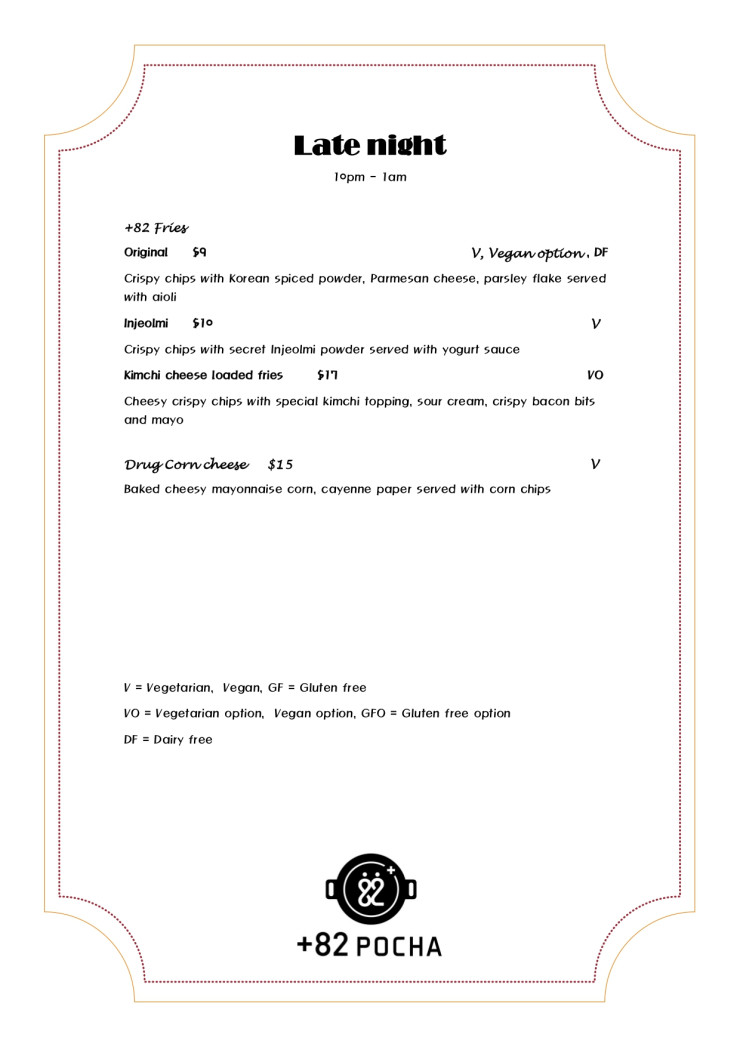 Late night
10pm - 1am
+82 Fries
Original $9 V, Vegan option, DF
Crispy chips with Korean spiced powder, Parmesan cheese, parsley flake served
with aioli
Injeolmi $10 V
Crispy chips with secret Injeolmi powder served with yogurt sauce
Kimchi cheese loaded fries $17 VO
Cheesy crispy chips with special kimchi topping, sour cream, crispy bacon bits
and mayo
Drug Corn cheese $15 V
Baked cheesy mayonnaise corn, cayenne paper served with corn chips
V = Vegetarian, Vegan, GF = Gluten free
VO = Vegetarian option, Vegan option, GFO = Gluten free option
DF = Dairy free
82
+82 POCHA